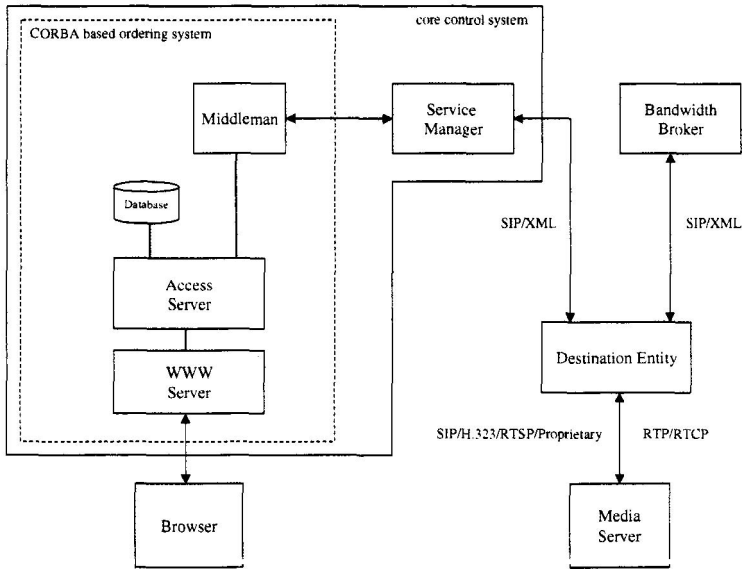 core control system
CORBA based ordering system
Middleman
Service
Manager
Bandwidth
Broker
Database
SIP/XML
SIP/XML
Access
Server
WWW
Server
Destination Entity
SIP/H.323/RTSP/Proprietary
RTP/RTCP
Browser
Media
Server